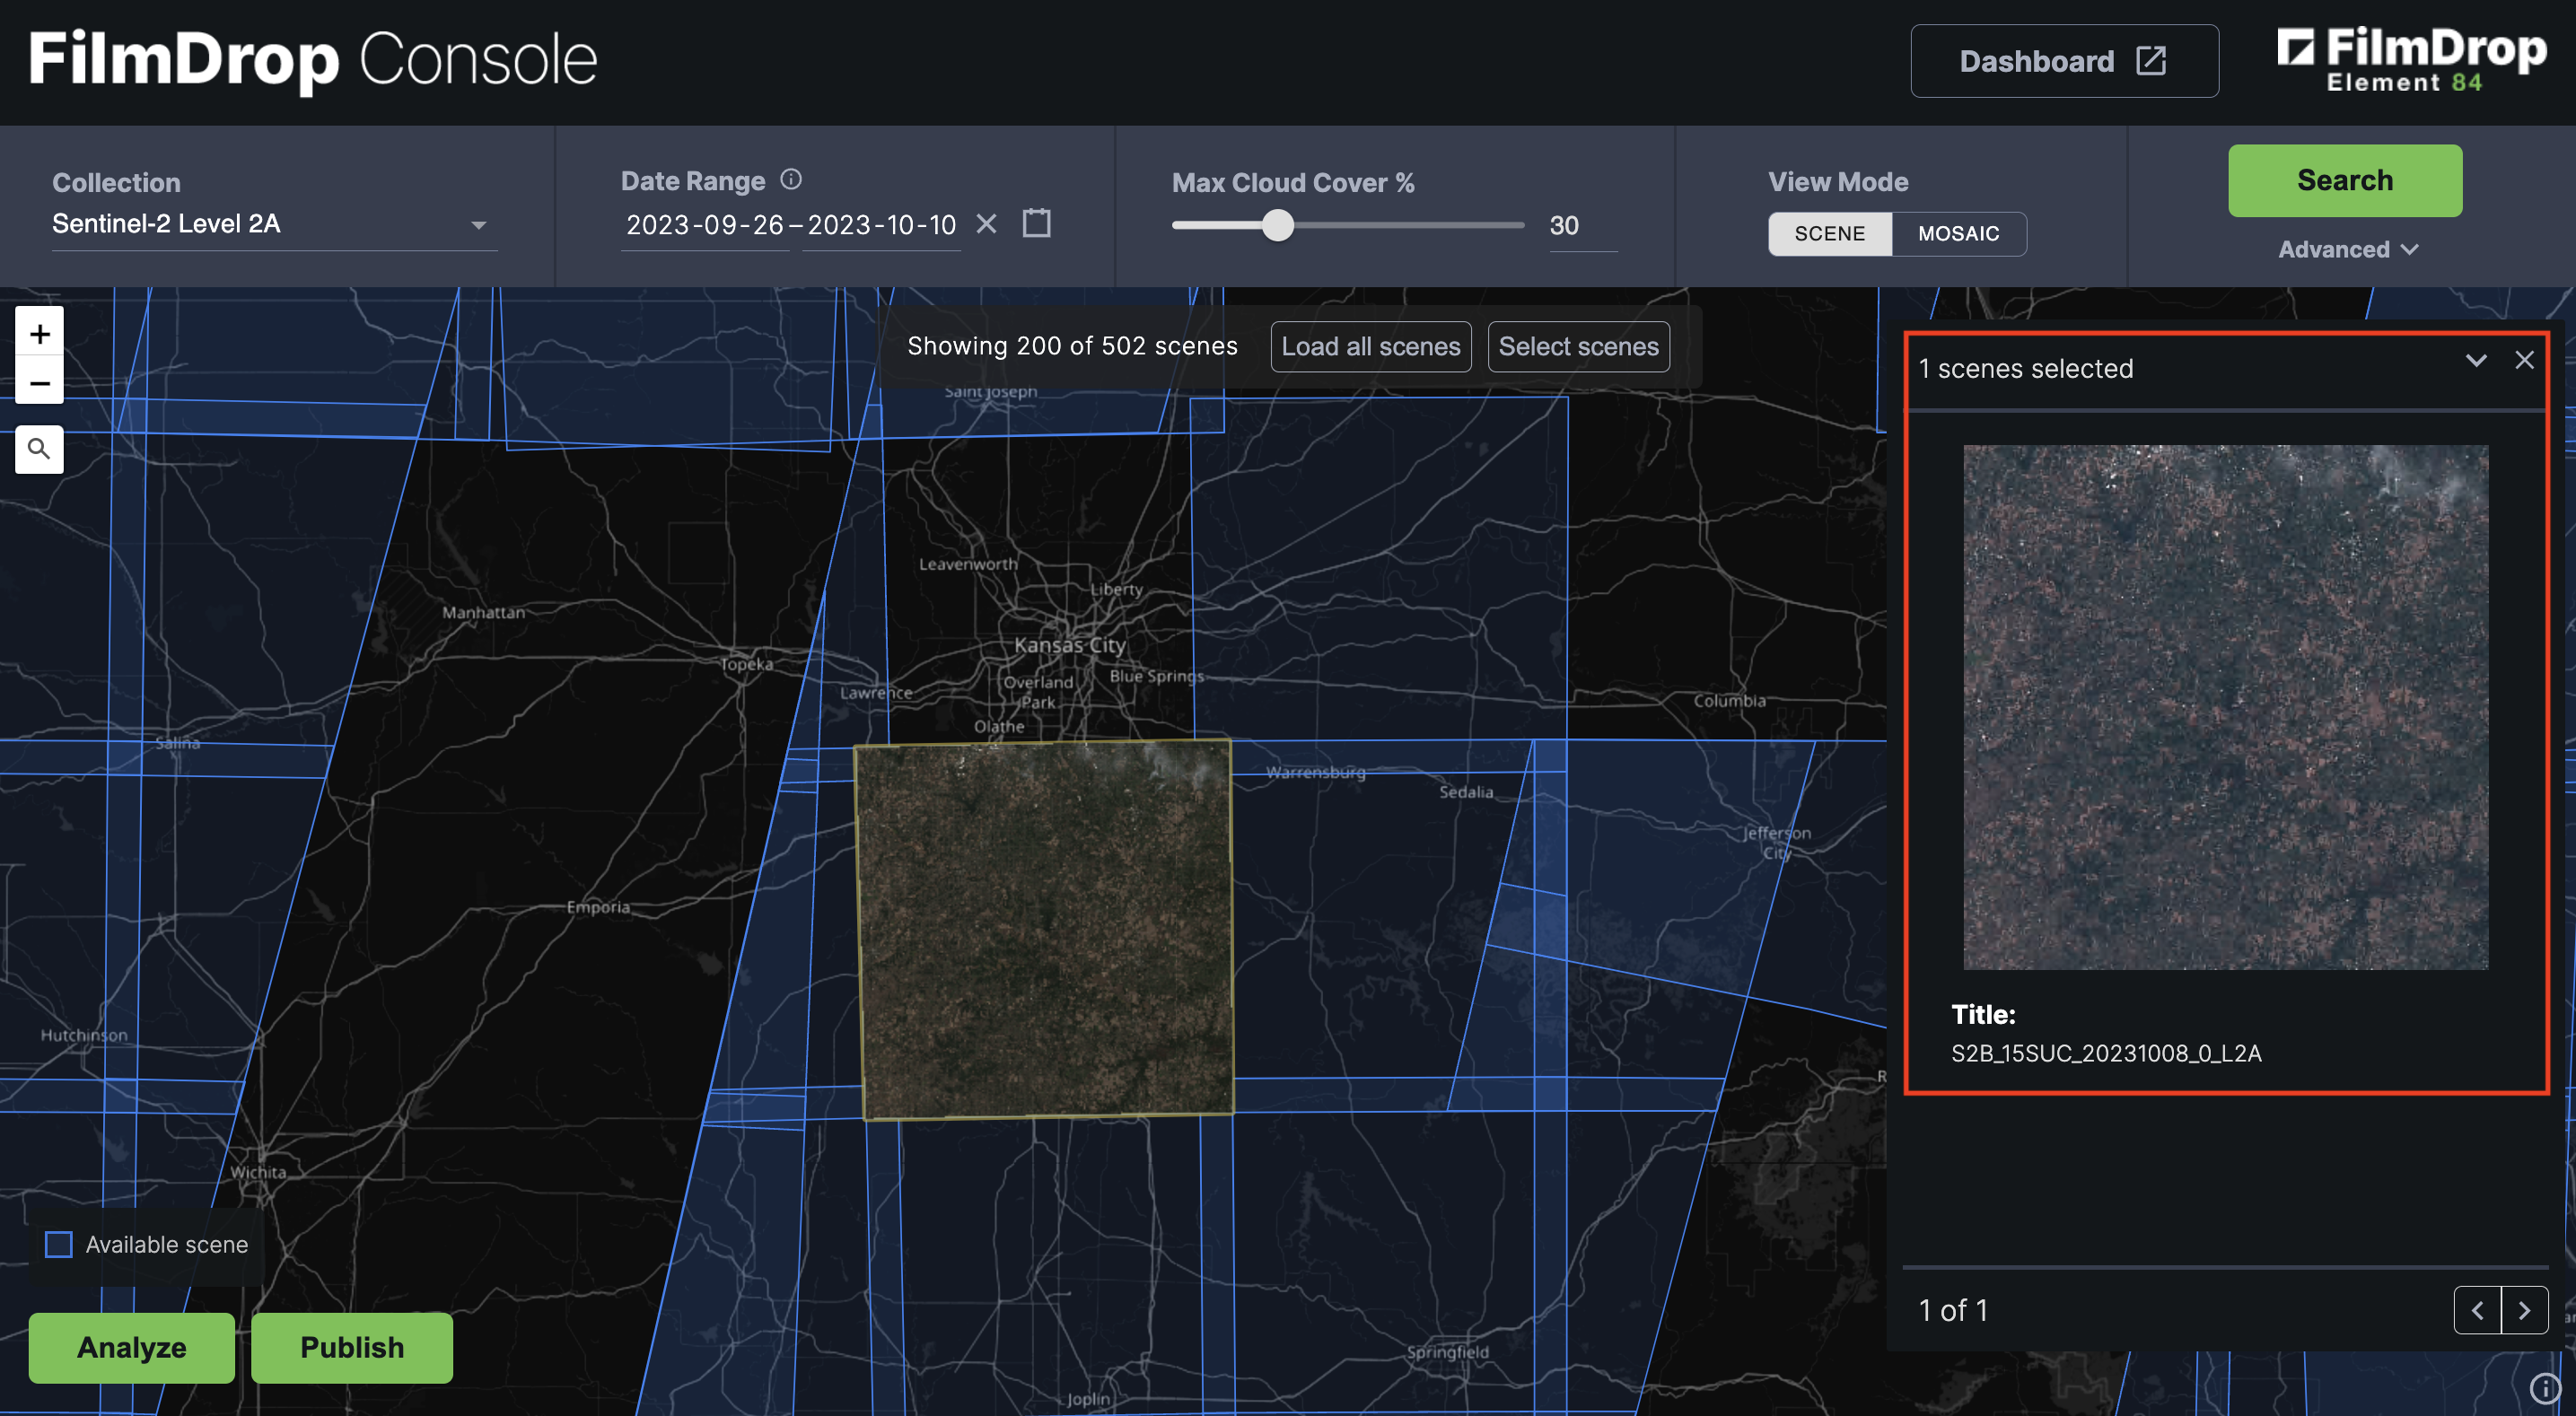 FilmDrop Console
Dashboard
FilmDrop
Element 84
Collection
Sentinel-2 Level 2A
Date Range
2023-09-26 – 2023-10-10
Max Cloud Cover %
30
View Mode
SCENE
MOSAIC
Search
Advanced
+
−
Showing 200 of 502 scenes
Load all scenes
Select scenes
Saint Joseph
Leavenworth
Liberty
Manhattan
Kansas City
Topeka
Blue Springs
Overland
Park
Lawrence
Columbia
Olathe
Salina
Warrensburg
Sedalia
Jefferson
City
Emporia
Hutchinson
Wichita
Springfield
Joplin
1 scenes selected
Title:
S2B_15SUC_20231008_0_L2A
1 of 1
Available scene
Analyze
Publish